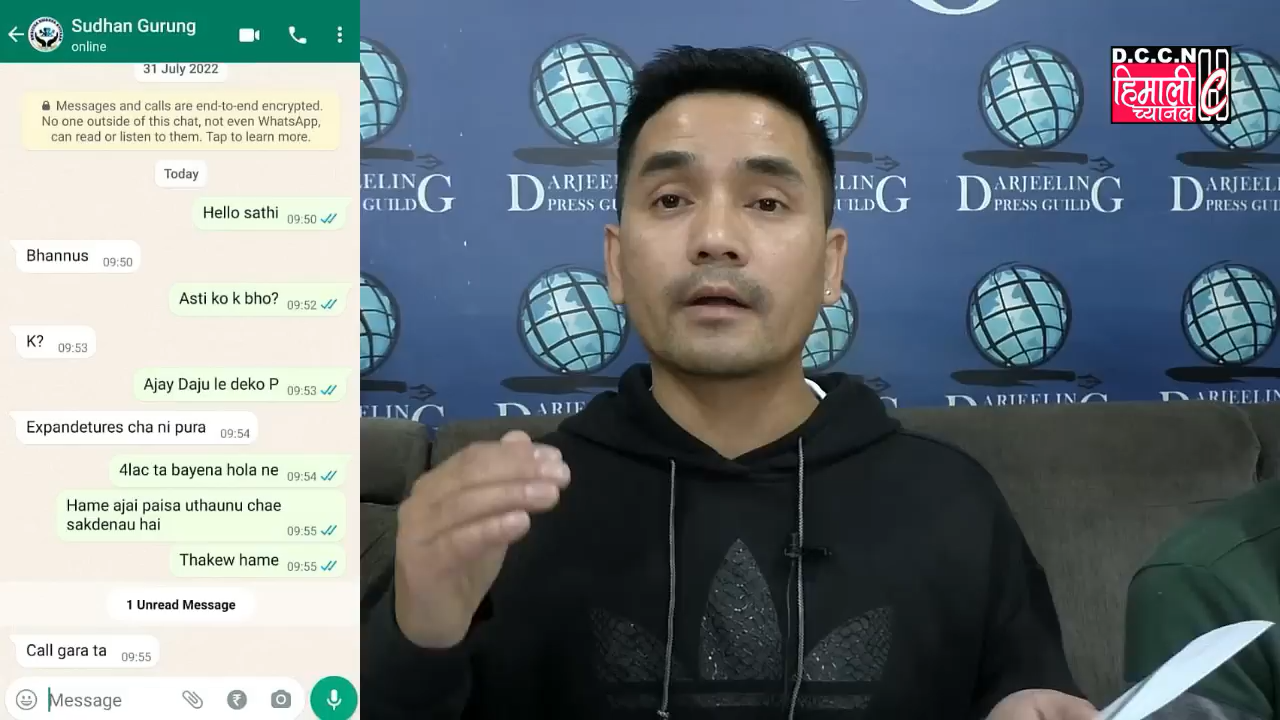 Sudhan Gurung
online
31 July 2022
Messages and calls are end-to-end encrypted.
No one outside of this chat, not even WhatsApp,
can read or listen to them. Tap to learn more.
Today
Hello sathi 09:50
Bhannus 09:50
Asti ko k bho? 09:52
K? 09:53
Ajay Daju le deko P 09:53
Expandetures cha ni pura 09:54
4lac ta bayena hola ne 09:54
Hame ajai paisa uthaunu chae
sakdenau hai 09:55
Thakew hame 09:55
1 Unread Message
Call gara ta 09:55
Message
D.C.C.N
हिमाली
च्यानल
DARJEELING
PRESS GUILD
DARJEELING
PRESS GUILD